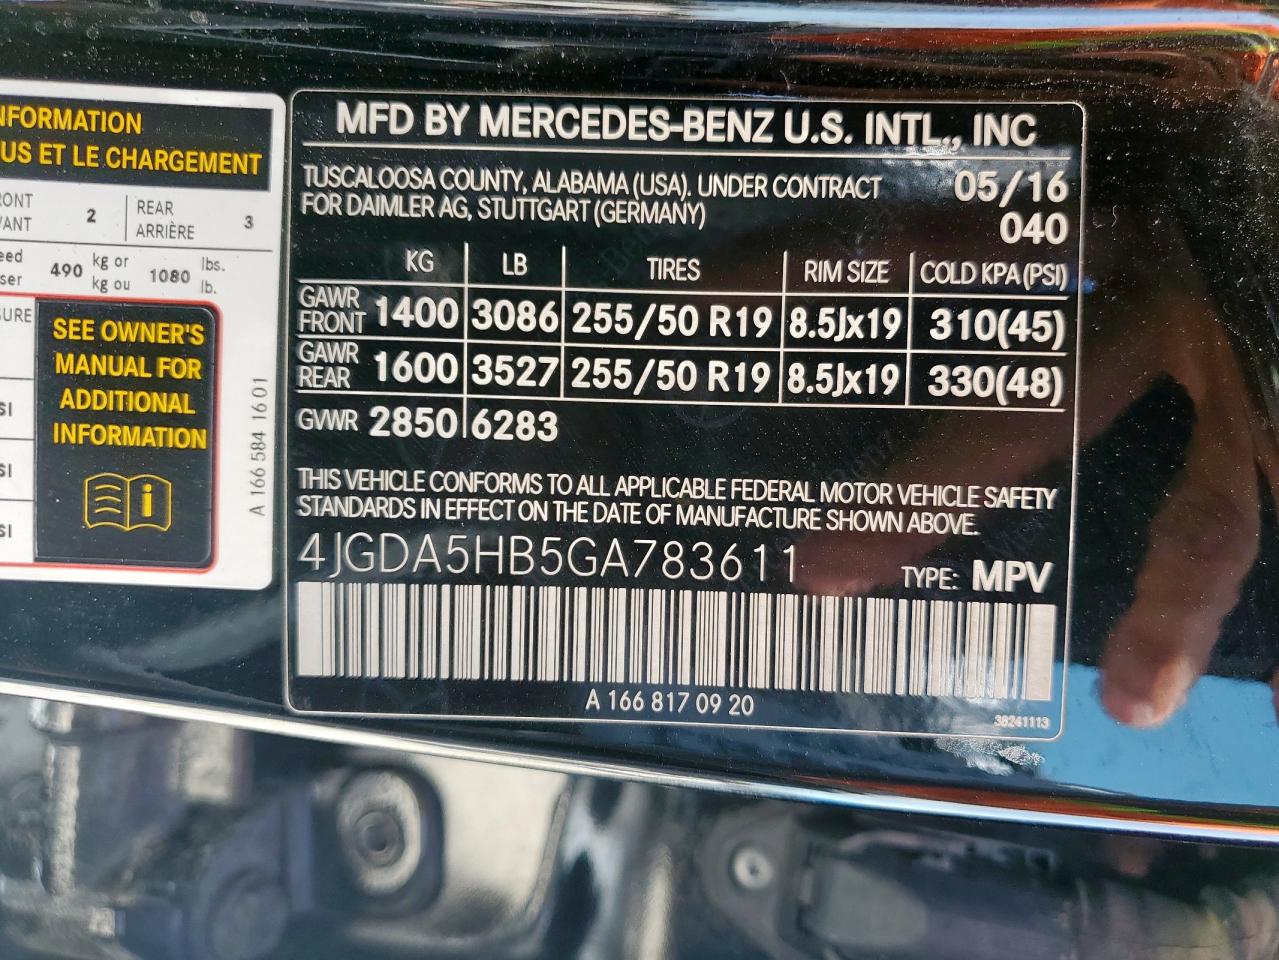 NFORMATION
US ET LE CHARGEMENT
2
REAR
ARRIÈRE
3
490 kg or
kg ou 1080 lbs.
lb.
SEE OWNER'S
MANUAL FOR
ADDITIONAL
INFORMATION
A 166 584 16 01
MFD BY MERCEDES-BENZ U.S. INTL., INC
TUSCALOOSA COUNTY, ALABAMA (USA). UNDER CONTRACT 05/16
FOR DAIMLER AG, STUTTGART (GERMANY) 040
KG LB TIRES RIM SIZE COLD KPA (PSI)
GAWR
FRONT 1400 3086 255/50 R19 8.5Jx19 310(45)
GAWR
REAR 1600 3527 255/50 R19 8.5Jx19 330(48)
GVWR 2850 6283
THIS VEHICLE CONFORMS TO ALL APPLICABLE FEDERAL MOTOR VEHICLE SAFETY
STANDARDS IN EFFECT ON THE DATE OF MANUFACTURE SHOWN ABOVE.
4JGDA5HB5GA783611
TYPE: MPV
A 166 817 09 20
38241113